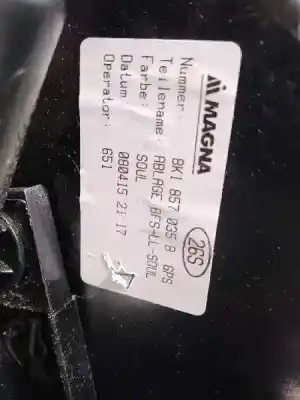 MAGNA
Nummer: 8K1 857 035 B 6PS
Teilename: ABLAGE BFS-LL-SOUL
Farbe: SOUL
Datum: 080415 21:17
Operator: 651
26S